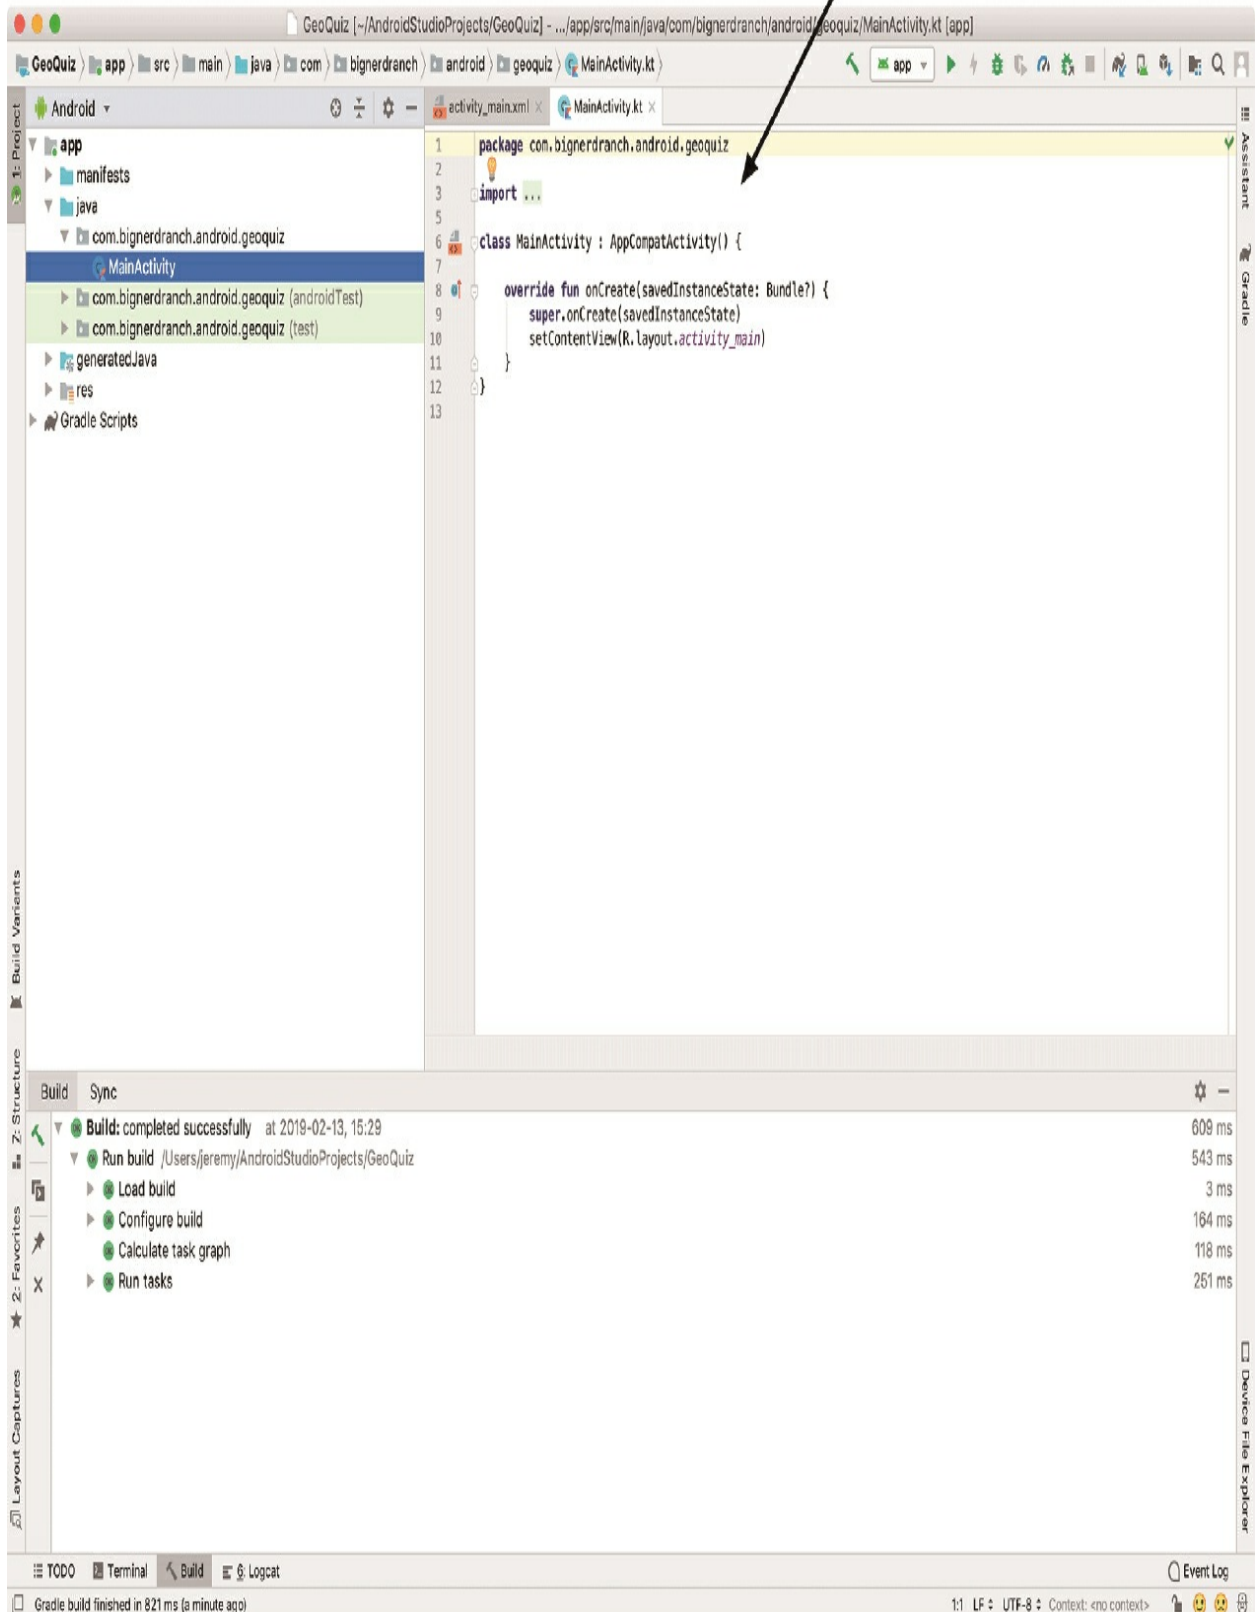 GeoQuiz [~/AndroidStudioProjects/GeoQuiz] - .../app/src/main/java/com/bignerdranch/android/geoquiz/MainActivity.kt [app]
GeoQuiz app src main java com bignerdranch android geoquiz MainActivity.kt app
1: Project
Android
activity_main.xml MainActivity.kt
app
manifests
java
com.bignerdranch.android.geoquiz
MainActivity
com.bignerdranch.android.geoquiz (androidTest)
com.bignerdranch.android.geoquiz (test)
generatedJava
res
Gradle Scripts
1 package com.bignerdranch.android.geoquiz
2
3 import ...
5
6 class MainActivity : AppCompatActivity() {
7
8 override fun onCreate(savedInstanceState: Bundle?) {
9 super.onCreate(savedInstanceState)
10 setContentView(R.layout.activity_main)
11 }
12 }
13
Assistant
Gradle
Build Variants
Z: Structure
2: Favorites
Layout Captures
Build Sync
Build: completed successfully at 2019-02-13, 15:29 609 ms
Run build /Users/jeremy/AndroidStudioProjects/GeoQuiz 543 ms
Load build 3 ms
Configure build 164 ms
Calculate task graph 118 ms
Run tasks 251 ms
Device File Explorer
TODO Terminal Build 6: Logcat Event Log
Gradle build finished in 821 ms (a minute ago) 1:1 LF UTF-8 Context: <no context>